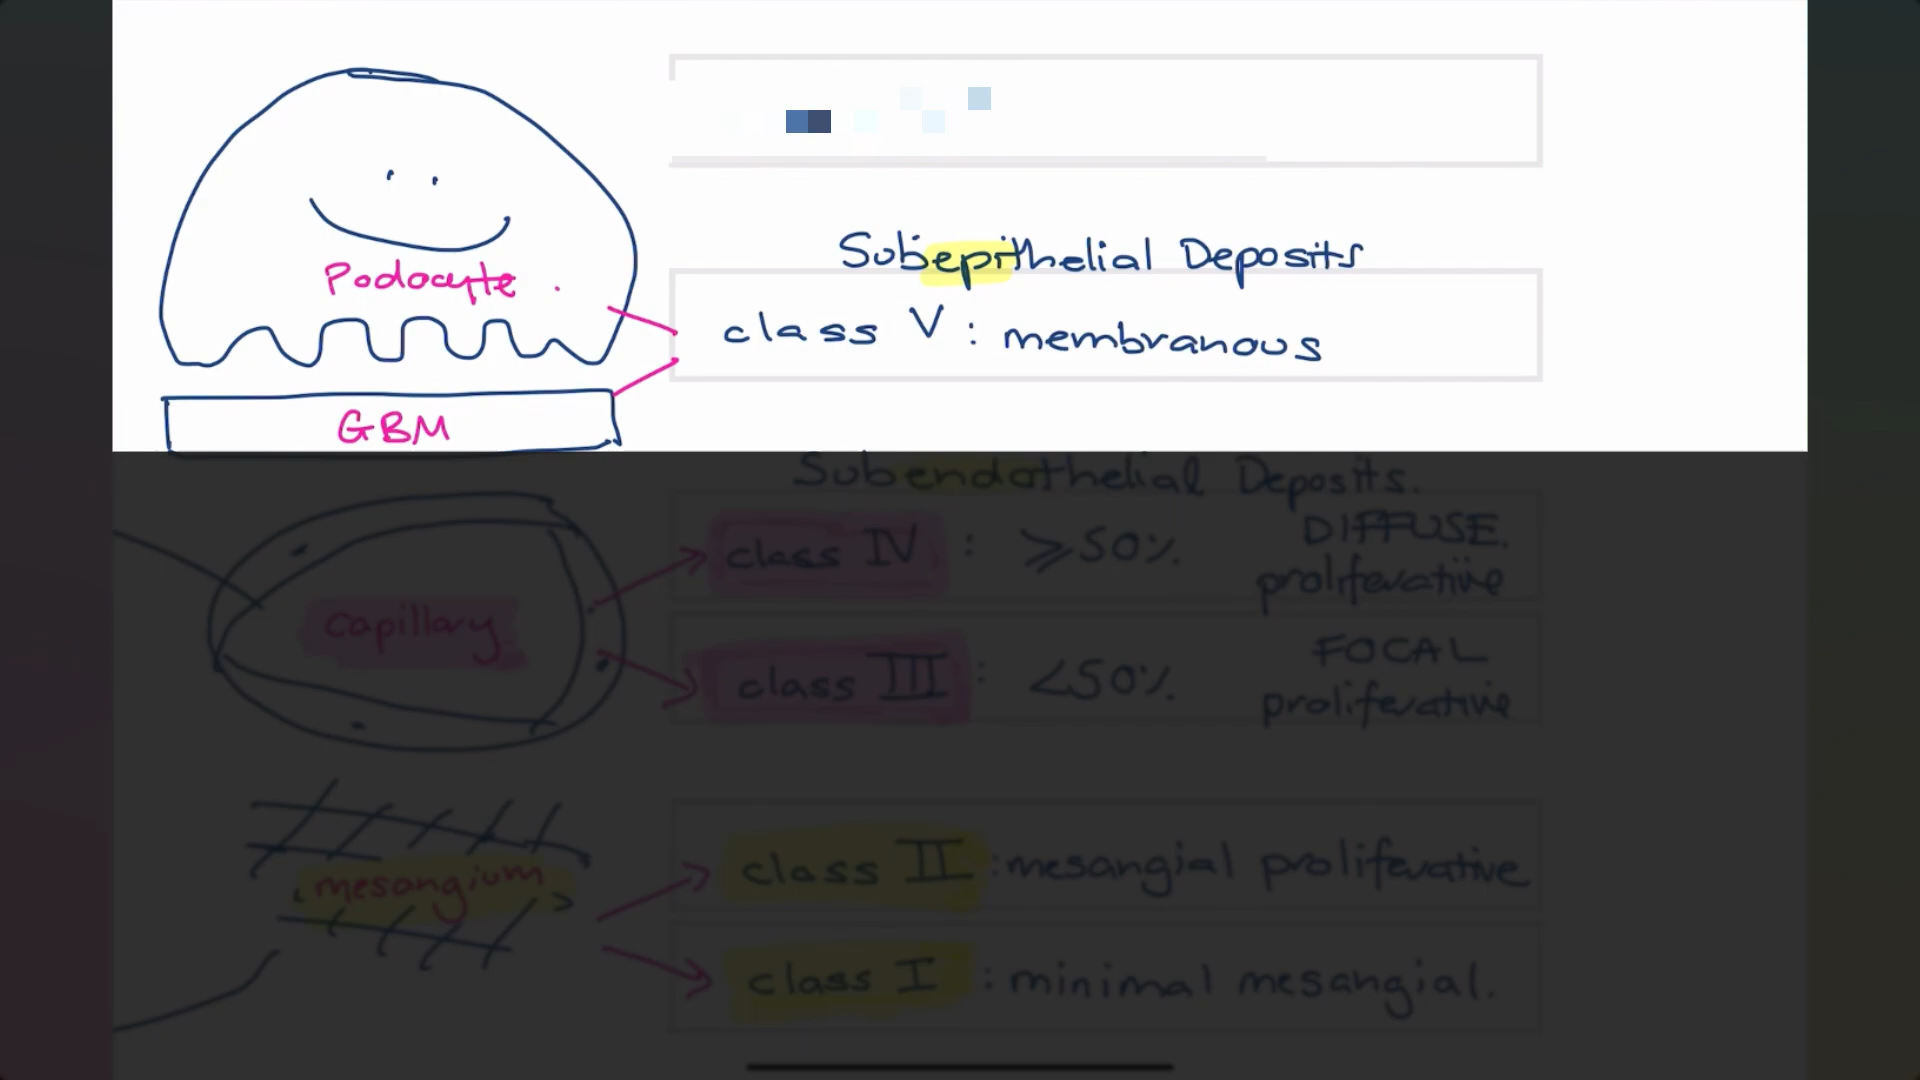 Subepithelial Deposits
Podocyte
class V : membranous
GBM
Subendothelial Deposits.
class IV : ⩾50% DIFFUSE.
proliferative
capillary
class III : <50% FOCAL
proliferative
mesangium
class II : mesangial proliferative
class I : minimal mesangial.